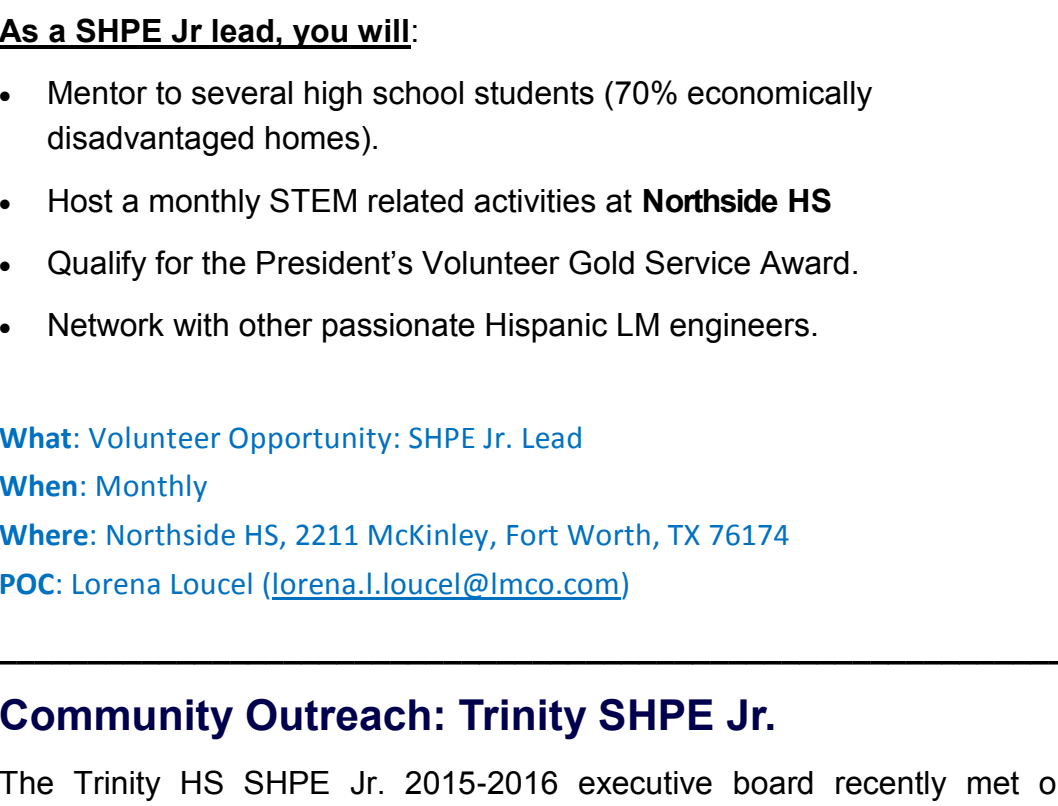 As a SHPE Jr lead, you will:
• Mentor to several high school students (70% economically
disadvantaged homes).
• Host a monthly STEM related activities at Northside HS
• Qualify for the President’s Volunteer Gold Service Award.
• Network with other passionate Hispanic LM engineers.
What: Volunteer Opportunity: SHPE Jr. Lead
When: Monthly
Where: Northside HS, 2211 McKinley, Fort Worth, TX 76174
POC: Lorena Loucel (lorena.l.loucel@lmco.com)
Community Outreach: Trinity SHPE Jr.
The Trinity HS SHPE Jr. 2015-2016 executive board recently met